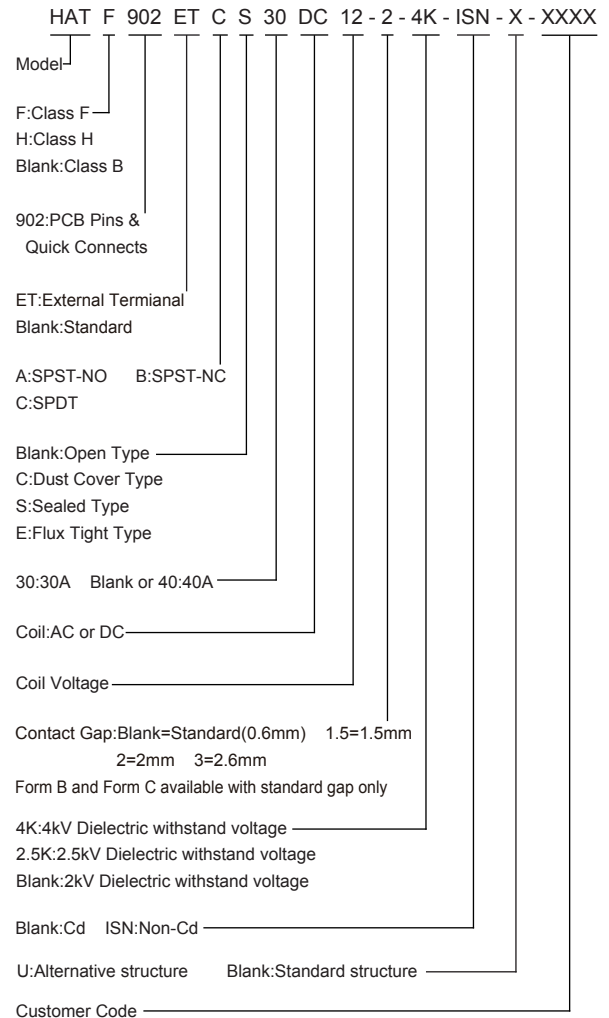 HAT F 902 ET C S 30 DC 12 - 2 - 4K - ISN - X - XXXX
Model
F:Class F
H:Class H
Blank:Class B
902:PCB Pins &
Quick Connects
ET:External Termianal
Blank:Standard
A:SPST-NO B:SPST-NC
C:SPDT
Blank:Open Type
C:Dust Cover Type
S:Sealed Type
E:Flux Tight Type
30:30A Blank or 40:40A
Coil:AC or DC
Coil Voltage
Contact Gap:Blank=Standard(0.6mm) 1.5=1.5mm
2=2mm 3=2.6mm
Form B and Form C available with standard gap only
4K:4kV Dielectric withstand voltage
2.5K:2.5kV Dielectric withstand voltage
Blank:2kV Dielectric withstand voltage
Blank:Cd ISN:Non-Cd
U:Alternative structure Blank:Standard structure
Customer Code